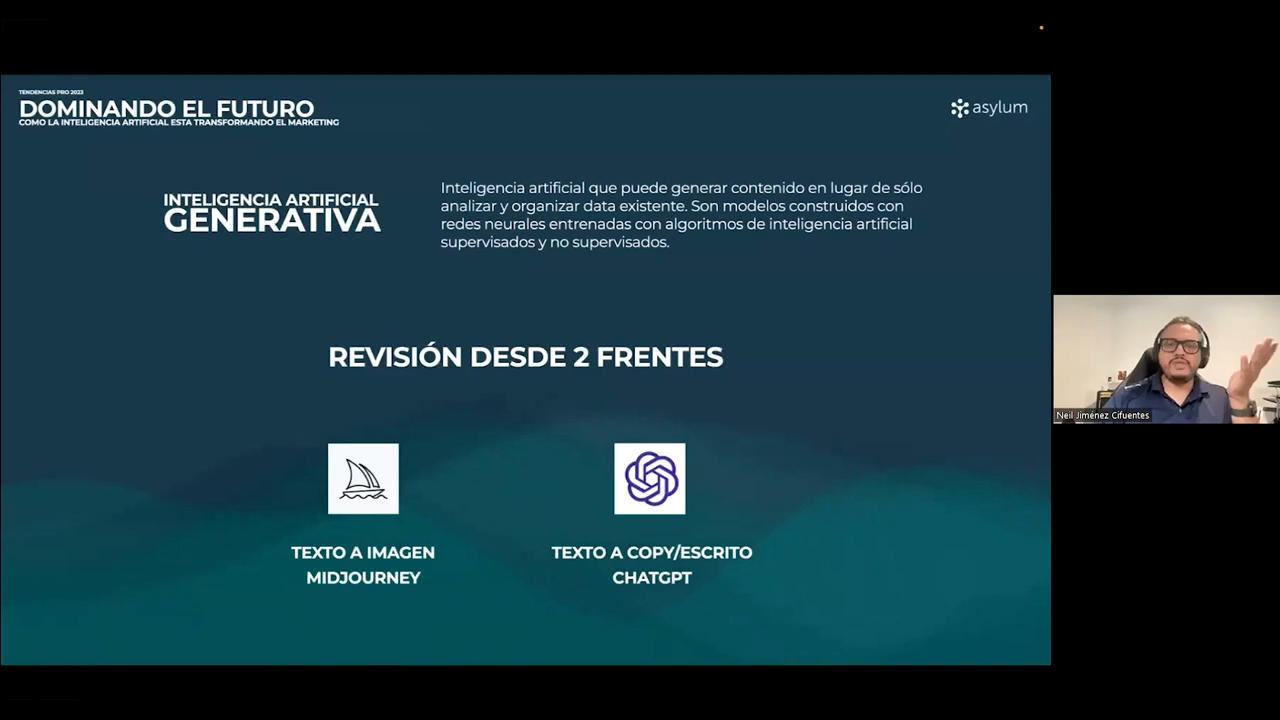 TENDENCIAS PRO 2023
DOMINANDO EL FUTURO
COMO LA INTELIGENCIA ARTIFICIAL ESTA TRANSFORMANDO EL MARKETING
asylum
INTELIGENCIA ARTIFICIAL
GENERATIVA
Inteligencia artificial que puede generar contenido en lugar de sólo
analizar y organizar data existente. Son modelos construidos con
redes neurales entrenadas con algoritmos de inteligencia artificial
supervisados y no supervisados.
REVISIÓN DESDE 2 FRENTES
TEXTO A IMAGEN
MIDJOURNEY
TEXTO A COPY/ESCRITO
CHATGPT
Neil Jiménez Cifuentes